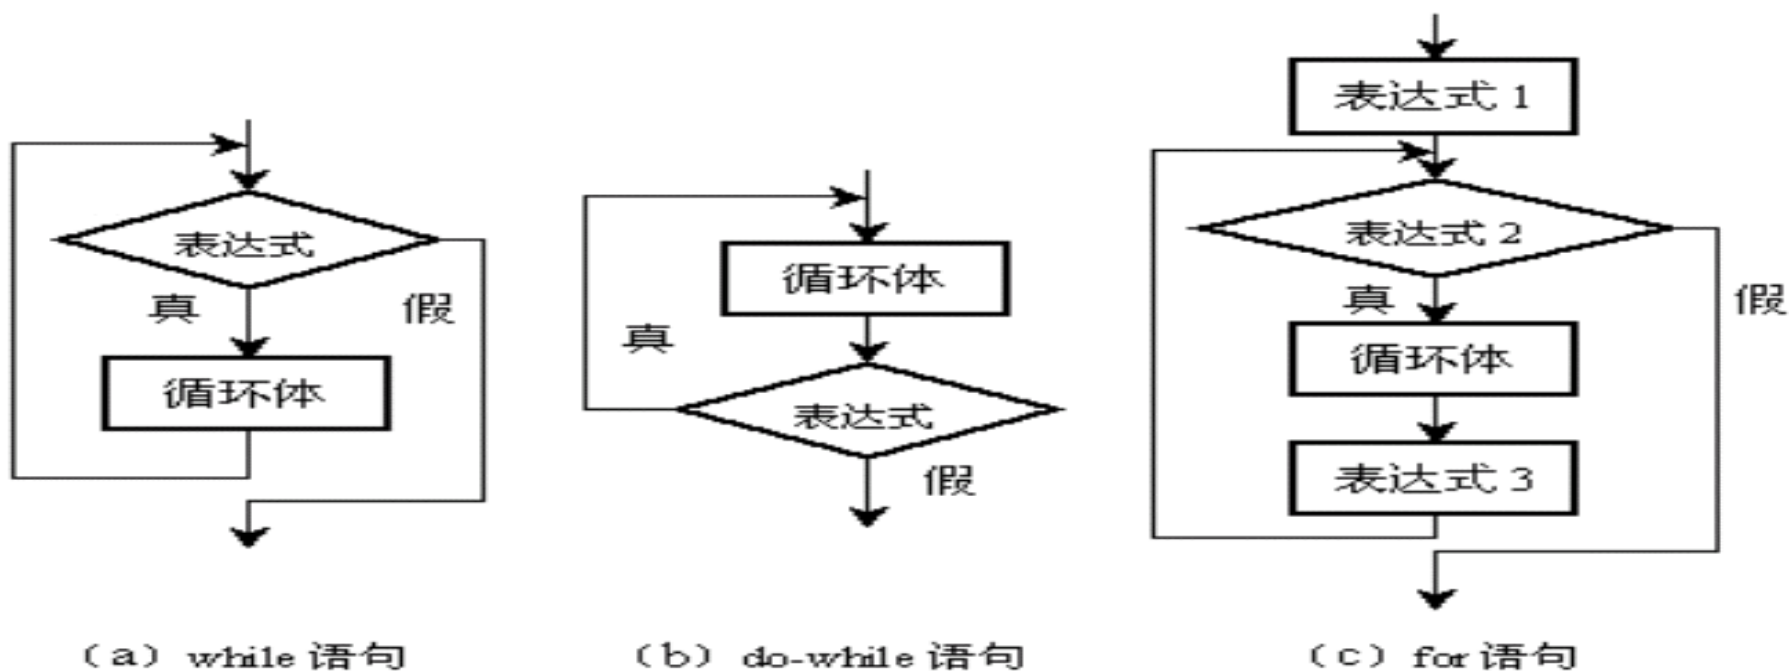 表达式
真
假
循环体
(a) while 语句
循环体
真
表达式
假
(b) do-while 语句
表达式 1
表达式 2
真
假
循环体
表达式 3
(c) for 语句